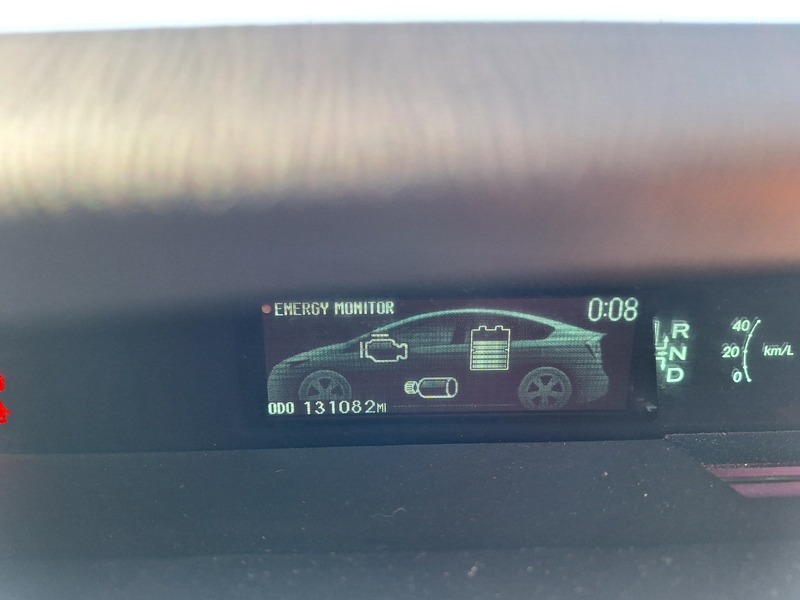 ENERGY MONITOR
0:08
ODO 131082MI
R
N
D
40
20
0
km/L